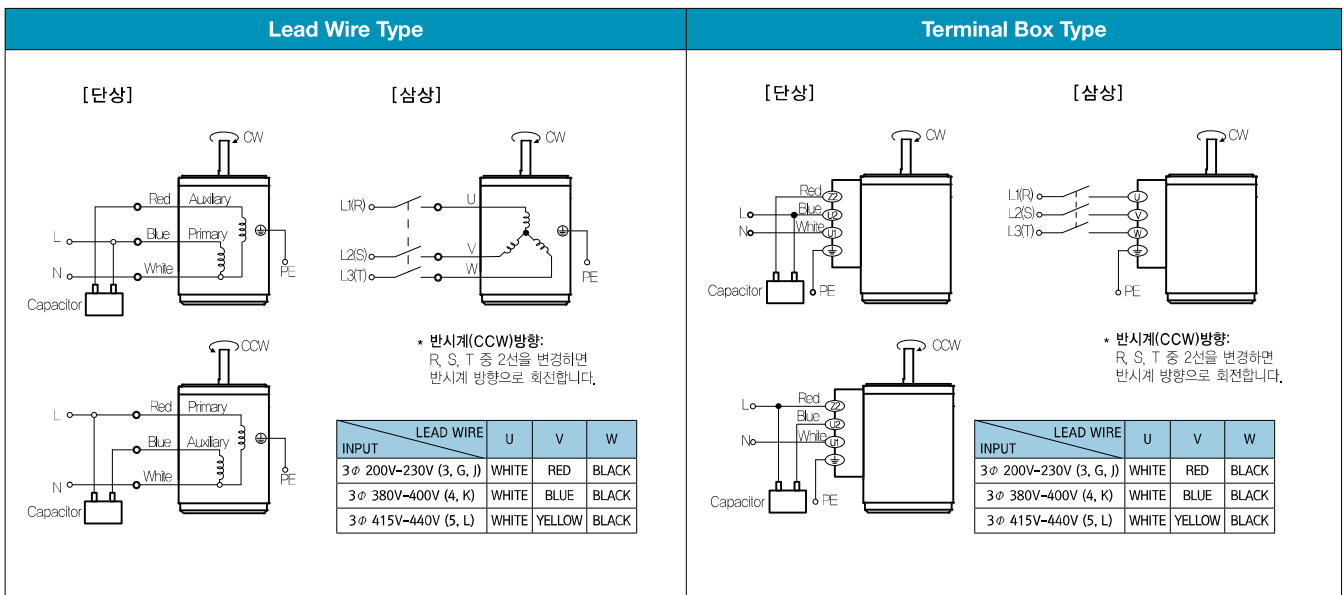 Lead Wire Type
[단상]
[삼상]
CW
Red Auxiliary
Blue Primary
White
L
N
PE
Capacitor
CW
L1(R)
U
L2(S)
V
L3(T)
W
PE
CCW
Red Primary
L
Blue Auxiliary
White
N
PE
Capacitor
* 반시계(CCW)방향:
R, S, T 중 2선을 변경하면
반시계 방향으로 회전합니다.
LEAD WIRE
INPUT
U V W
3Φ 200V-230V (3, G, J) WHITE RED BLACK
3Φ 380V-400V (4, K) WHITE BLUE BLACK
3Φ 415V-440V (5, L) WHITE YELLOW BLACK
Terminal Box Type
[단상]
[삼상]
CW
Red Z2
L Blue U2
N White U1
Capacitor
PE
CW
L1(R) U
L2(S) V
L3(T) W
PE
CCW
L Red Z2
Blue U2
N White U1
Capacitor
PE
* 반시계(CCW)방향:
R, S, T 중 2선을 변경하면
반시계 방향으로 회전합니다.
LEAD WIRE
INPUT
U V W
3Φ 200V-230V (3, G, J) WHITE RED BLACK
3Φ 380V-400V (4, K) WHITE BLUE BLACK
3Φ 415V-440V (5, L) WHITE YELLOW BLACK